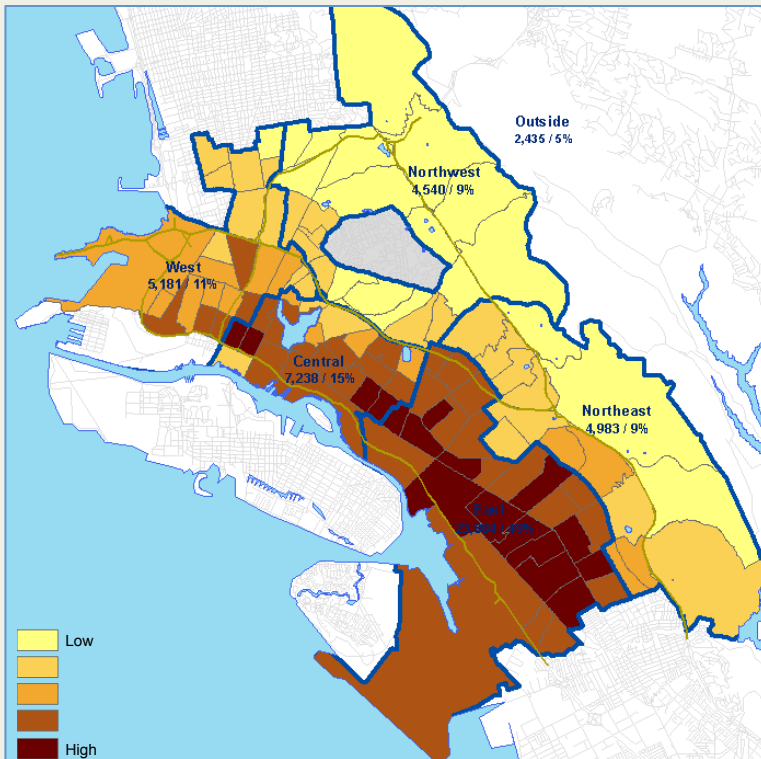 Outside
2,435 / 5%
Northwest
4,540 / 9%
West
5,181 / 11%
Central
7,238 / 15%
Northeast
4,983 / 9%
East
Low
High